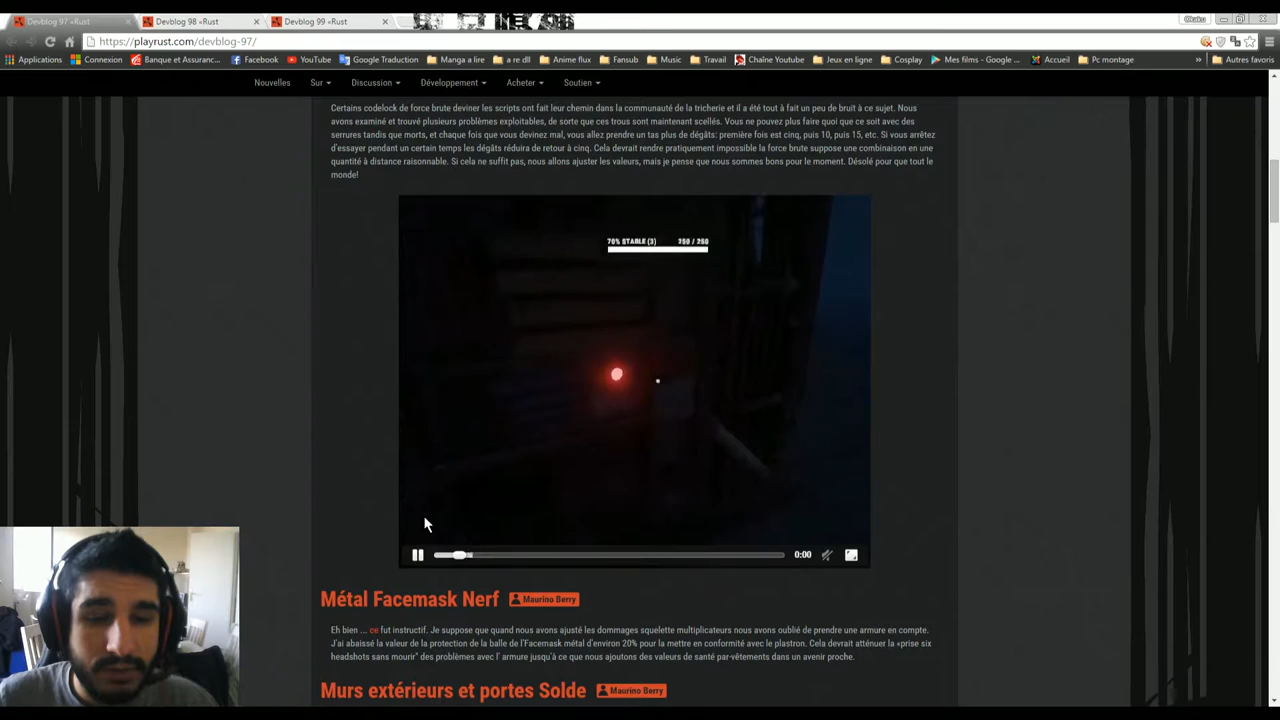 Devblog 97 «Rust
Devblog 98 «Rust
Devblog 99 «Rust
Otaku
https://playrust.com/devblog-97/
Applications
Connexion
Banque et Assuranc...
Facebook
YouTube
Google Traduction
Manga a lire
a re dll
Anime flux
Fansub
Music
Travail
Chaîne Youtube
Jeux en ligne
Cosplay
Mes films - Google ...
Accueil
Pc montage
»
Autres favoris
Nouvelles
Sur
Discussion
Développement
Acheter
Soutien
Certains codelock de force brute deviner les scripts ont fait leur chemin dans la communauté de la tricherie et il a été tout à fait un peu de bruit à ce sujet. Nous
avons examiné et trouvé plusieurs problèmes exploitables, de sorte que ces trous sont maintenant scellés. Vous ne pouvez plus faire quoi que ce soit avec des
serrures tandis que morts, et chaque fois que vous devinez mal, vous allez prendre un tas plus de dégâts: première fois est cinq, puis 10, puis 15, etc. Si vous arrêtez
d'essayer pendant un certain temps les dégâts réduira de retour à cinq. Cela devrait rendre pratiquement impossible la force brute suppose une combinaison en une
quantité à distance raisonnable. Si cela ne suffit pas, nous allons ajuster les valeurs, mais je pense que nous sommes bons pour le moment. Désolé pour que tout le
monde!
70% STABLE (3) 250 / 250
0:00
Métal Facemask Nerf Maurino Berry
Eh bien ... ce fut instructif. Je suppose que quand nous avons ajusté les dommages squelette multiplicateurs nous avons oublié de prendre une armure en compte.
J'ai abaissé la valeur de la protection de la balle de l'Facemask métal d'environ 20% pour la mettre en conformité avec le plastron. Cela devrait atténuer la «prise six
headshots sans mourir" des problèmes avec l' armure jusqu'à ce que nous ajoutons des valeurs de santé par-vêtements dans un avenir proche.
Murs extérieurs et portes Solde Maurino Berry